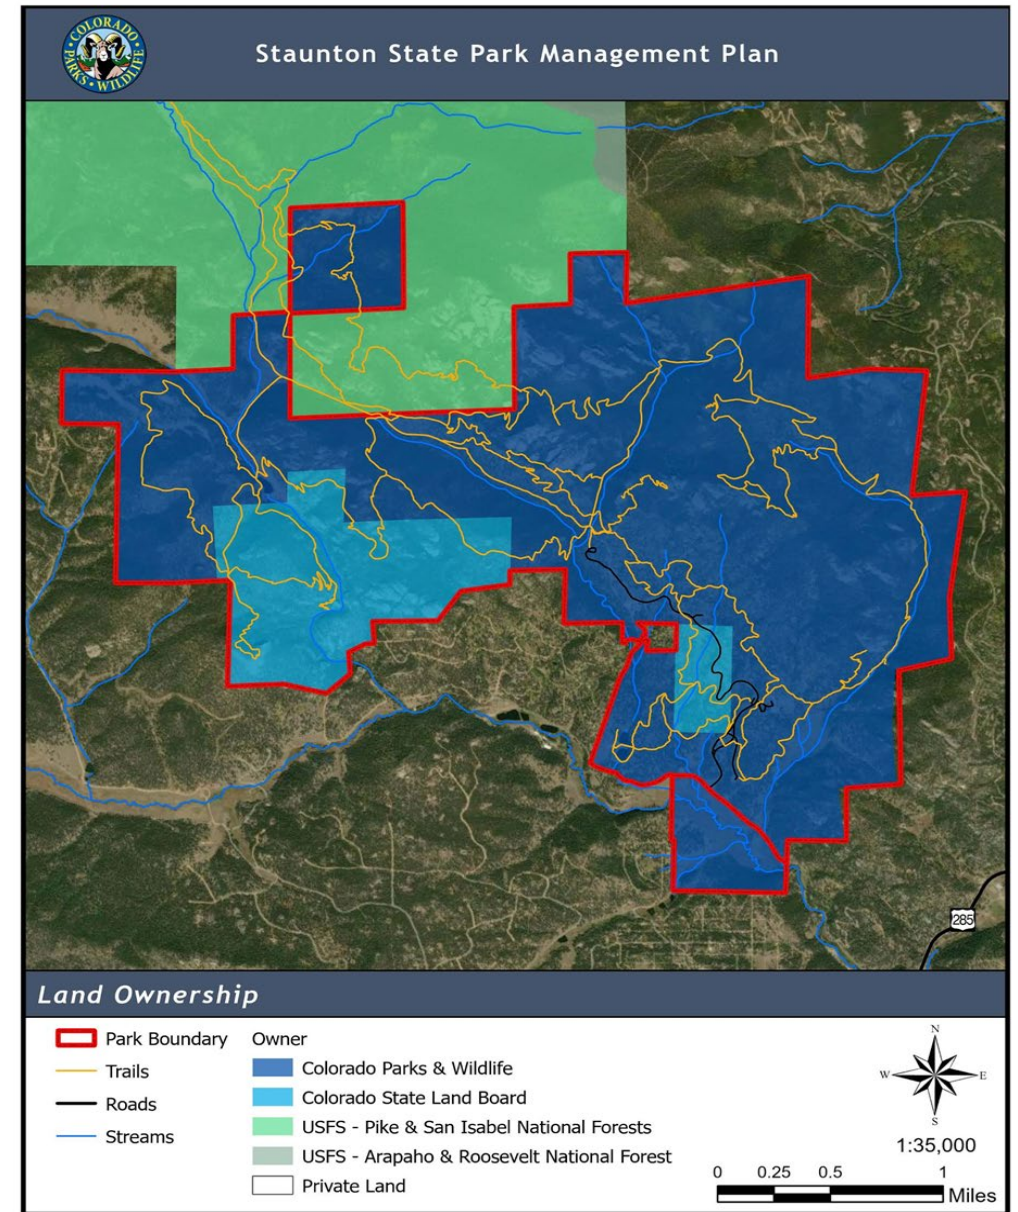 COLORADO
PARKS • WILDLIFE
Staunton State Park Management Plan
285
Land Ownership
Park Boundary
Trails
Roads
Streams
Owner
Colorado Parks & Wildlife
Colorado State Land Board
USFS - Pike & San Isabel National Forests
USFS - Arapaho & Roosevelt National Forest
Private Land
N
W E
S
1:35,000
0 0.25 0.5 1
Miles